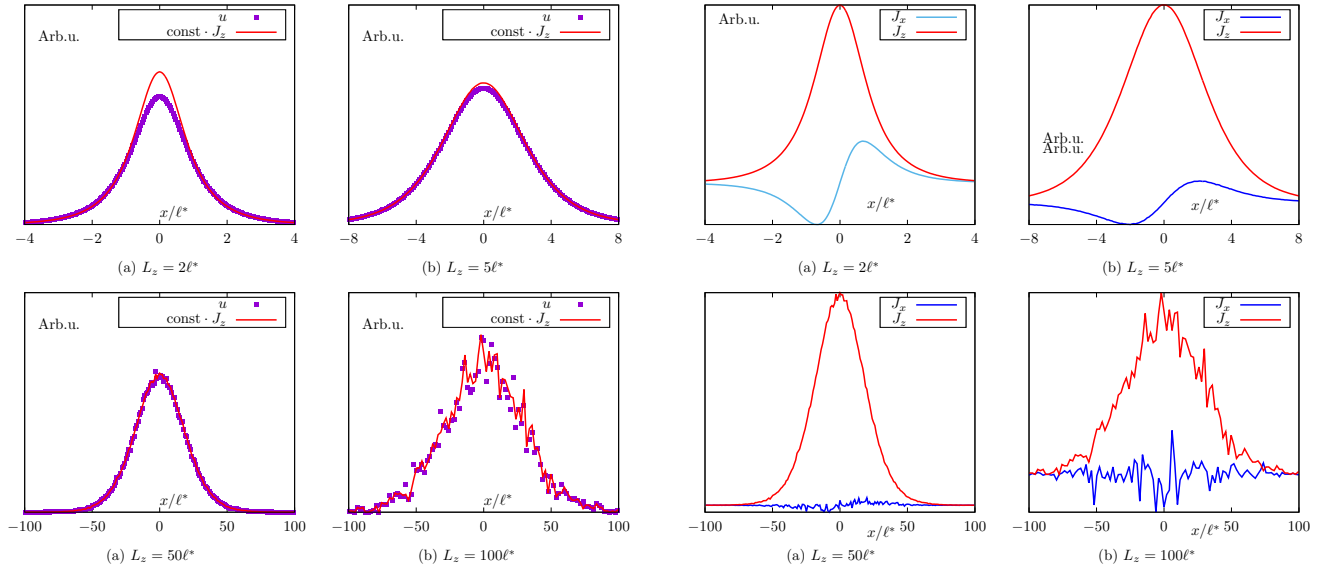 Arb.u.
u
const · J_z
x/ℓ*
−4 −2 0 2 4
(a) L_z = 2ℓ*
Arb.u.
u
const · J_z
x/ℓ*
−8 −4 0 4 8
(b) L_z = 5ℓ*
Arb.u.
J_x
J_z
x/ℓ*
−4 −2 0 2 4
(a) L_z = 2ℓ*
J_x
J_z
Arb.u.
Arb.u.
x/ℓ*
−8 −4 0 4 8
(b) L_z = 5ℓ*
Arb.u.
u
const · J_z
x/ℓ*
−100 −50 0 50 100
(a) L_z = 50ℓ*
Arb.u.
u
const · J_z
x/ℓ*
−100 −50 0 50 100
(b) L_z = 100ℓ*
J_x
J_z
−100 −50 0 50 100
x/ℓ*
(a) L_z = 50ℓ*
J_x
J_z
−100 −50 0 50 100
x/ℓ*
(b) L_z = 100ℓ*